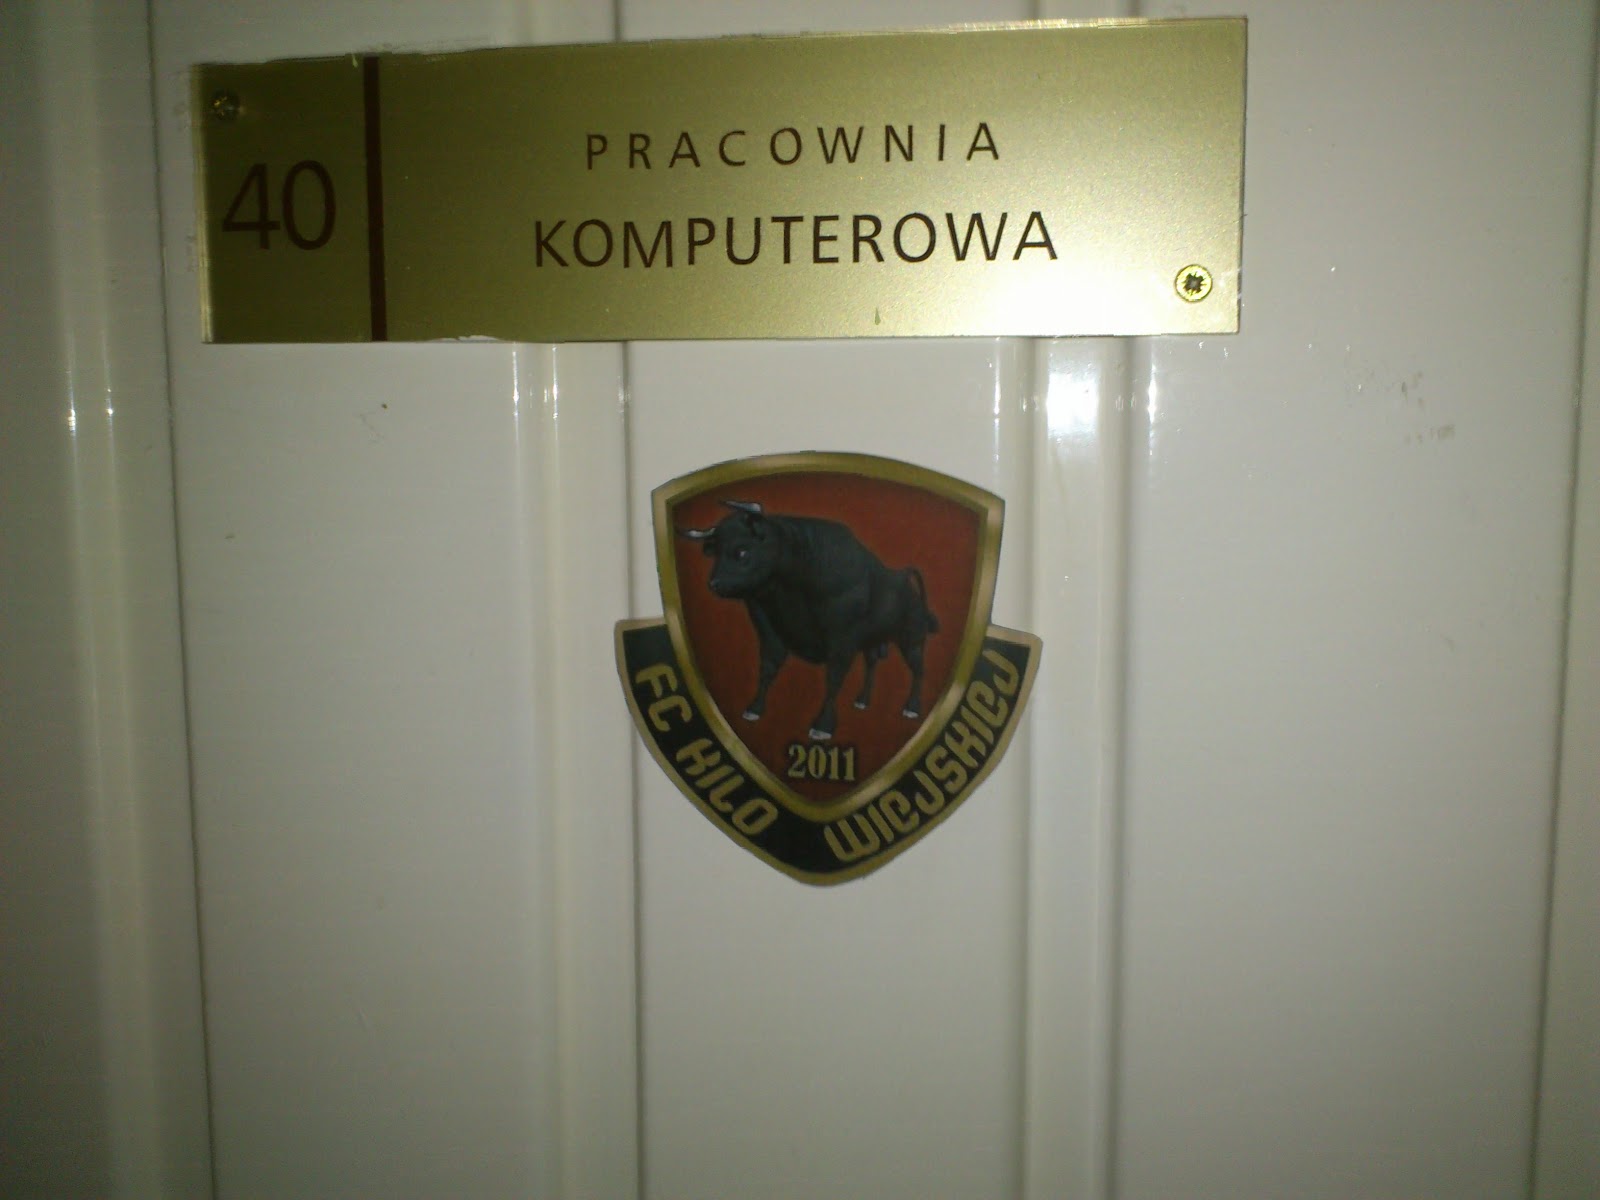 40
PRACOWNIA
KOMPUTEROWA
2011
FC KILO WIEJSKIEJ